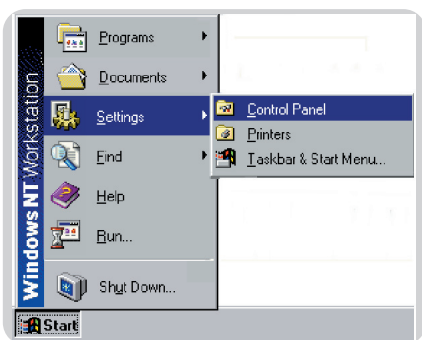 Windows NT Workstation
Programs
Documents
Settings
Find
Help
Run...
Shut Down...
Control Panel
Printers
Taskbar & Start Menu...
Start